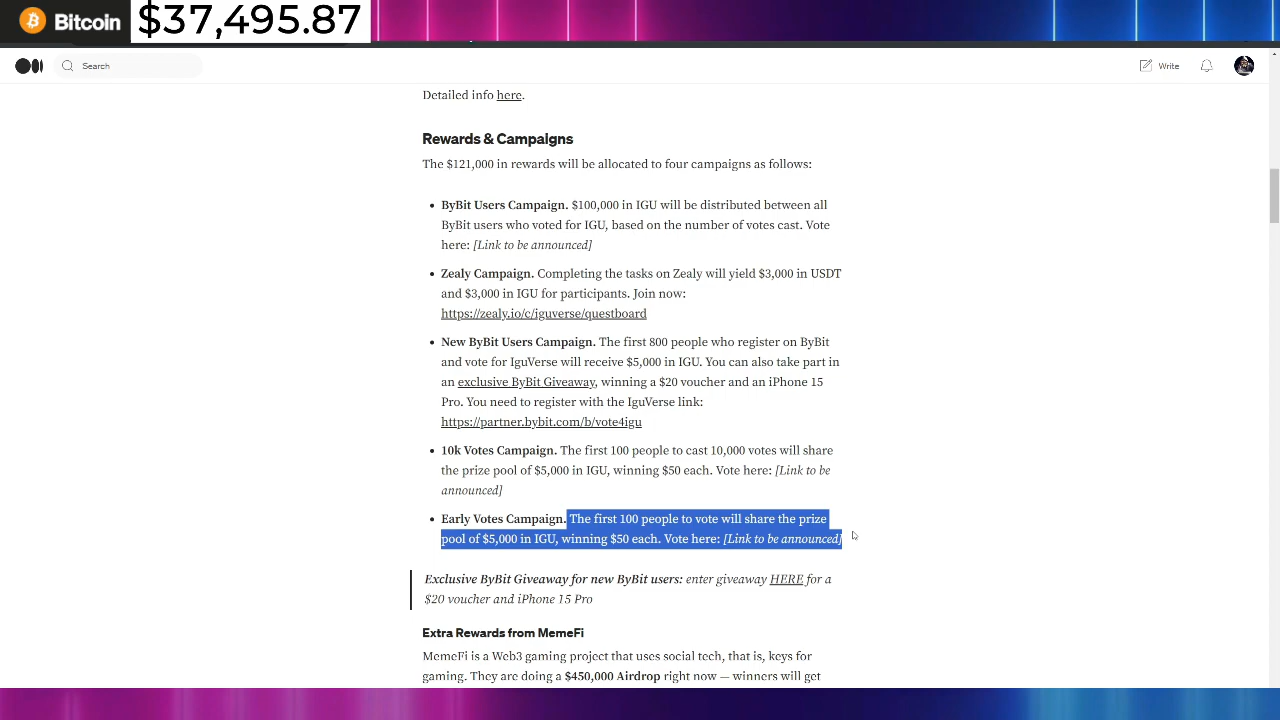 Bitcoin $37,495.87
Search
Write
Detailed info here.
Rewards & Campaigns
The $121,000 in rewards will be allocated to four campaigns as follows:
• ByBit Users Campaign. $100,000 in IGU will be distributed between all
ByBit users who voted for IGU, based on the number of votes cast. Vote
here: [Link to be announced]
• Zealy Campaign. Completing the tasks on Zealy will yield $3,000 in USDT
and $3,000 in IGU for participants. Join now:
https://zealy.io/c/iguverse/questboard
• New ByBit Users Campaign. The first 800 people who register on ByBit
and vote for IguVerse will receive $5,000 in IGU. You can also take part in
an exclusive ByBit Giveaway, winning a $20 voucher and an iPhone 15
Pro. You need to register with the IguVerse link:
https://partner.bybit.com/b/vote4igu
• 10k Votes Campaign. The first 100 people to cast 10,000 votes will share
the prize pool of $5,000 in IGU, winning $50 each. Vote here: [Link to be
announced]
• Early Votes Campaign. The first 100 people to vote will share the prize
pool of $5,000 in IGU, winning $50 each. Vote here: [Link to be announced]
Exclusive ByBit Giveaway for new ByBit users: enter giveaway HERE for a
$20 voucher and iPhone 15 Pro
Extra Rewards from MemeFi
MemeFi is a Web3 gaming project that uses social tech, that is, keys for
gaming. They are doing a $450,000 Airdrop right now — winners will get